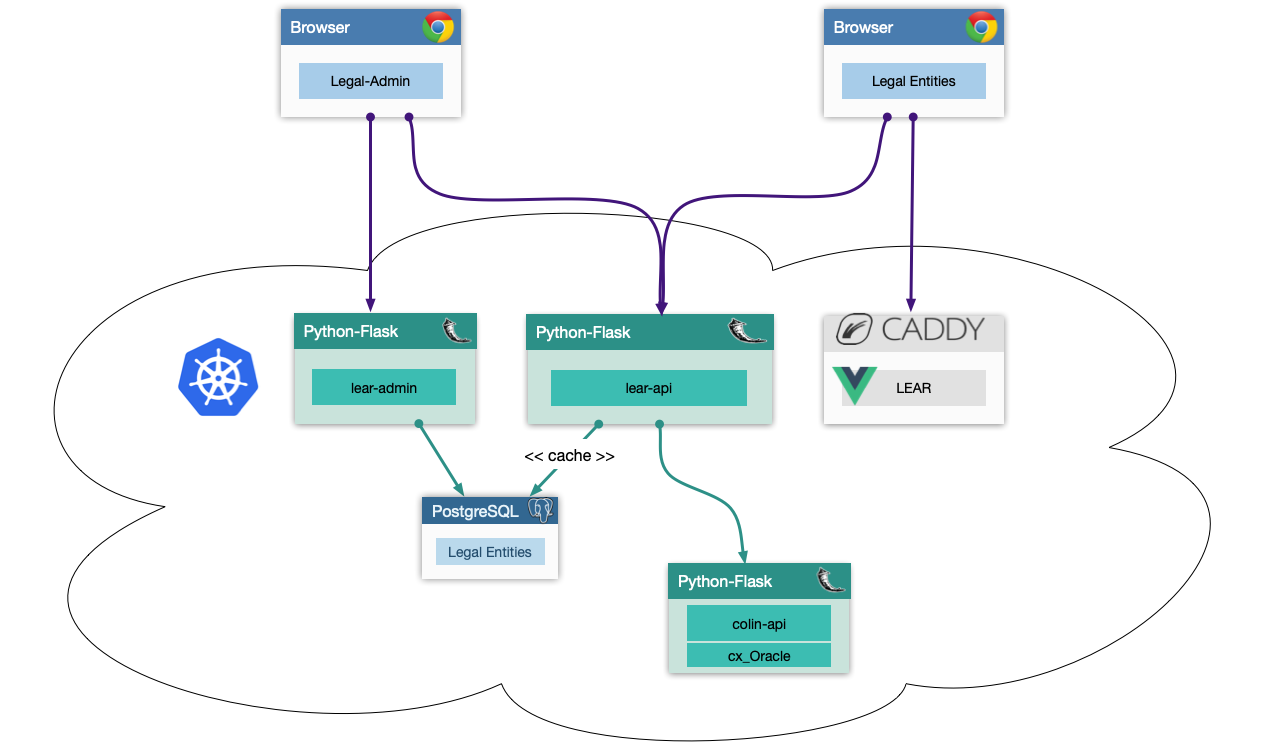 Browser
Browser
Legal-Admin
Legal Entities
Python-Flask
Python-Flask
CADDY
lear-admin
lear-api
LEAR
<< cache >>
PostgreSQL
Legal Entities
Python-Flask
colin-api
cx_Oracle